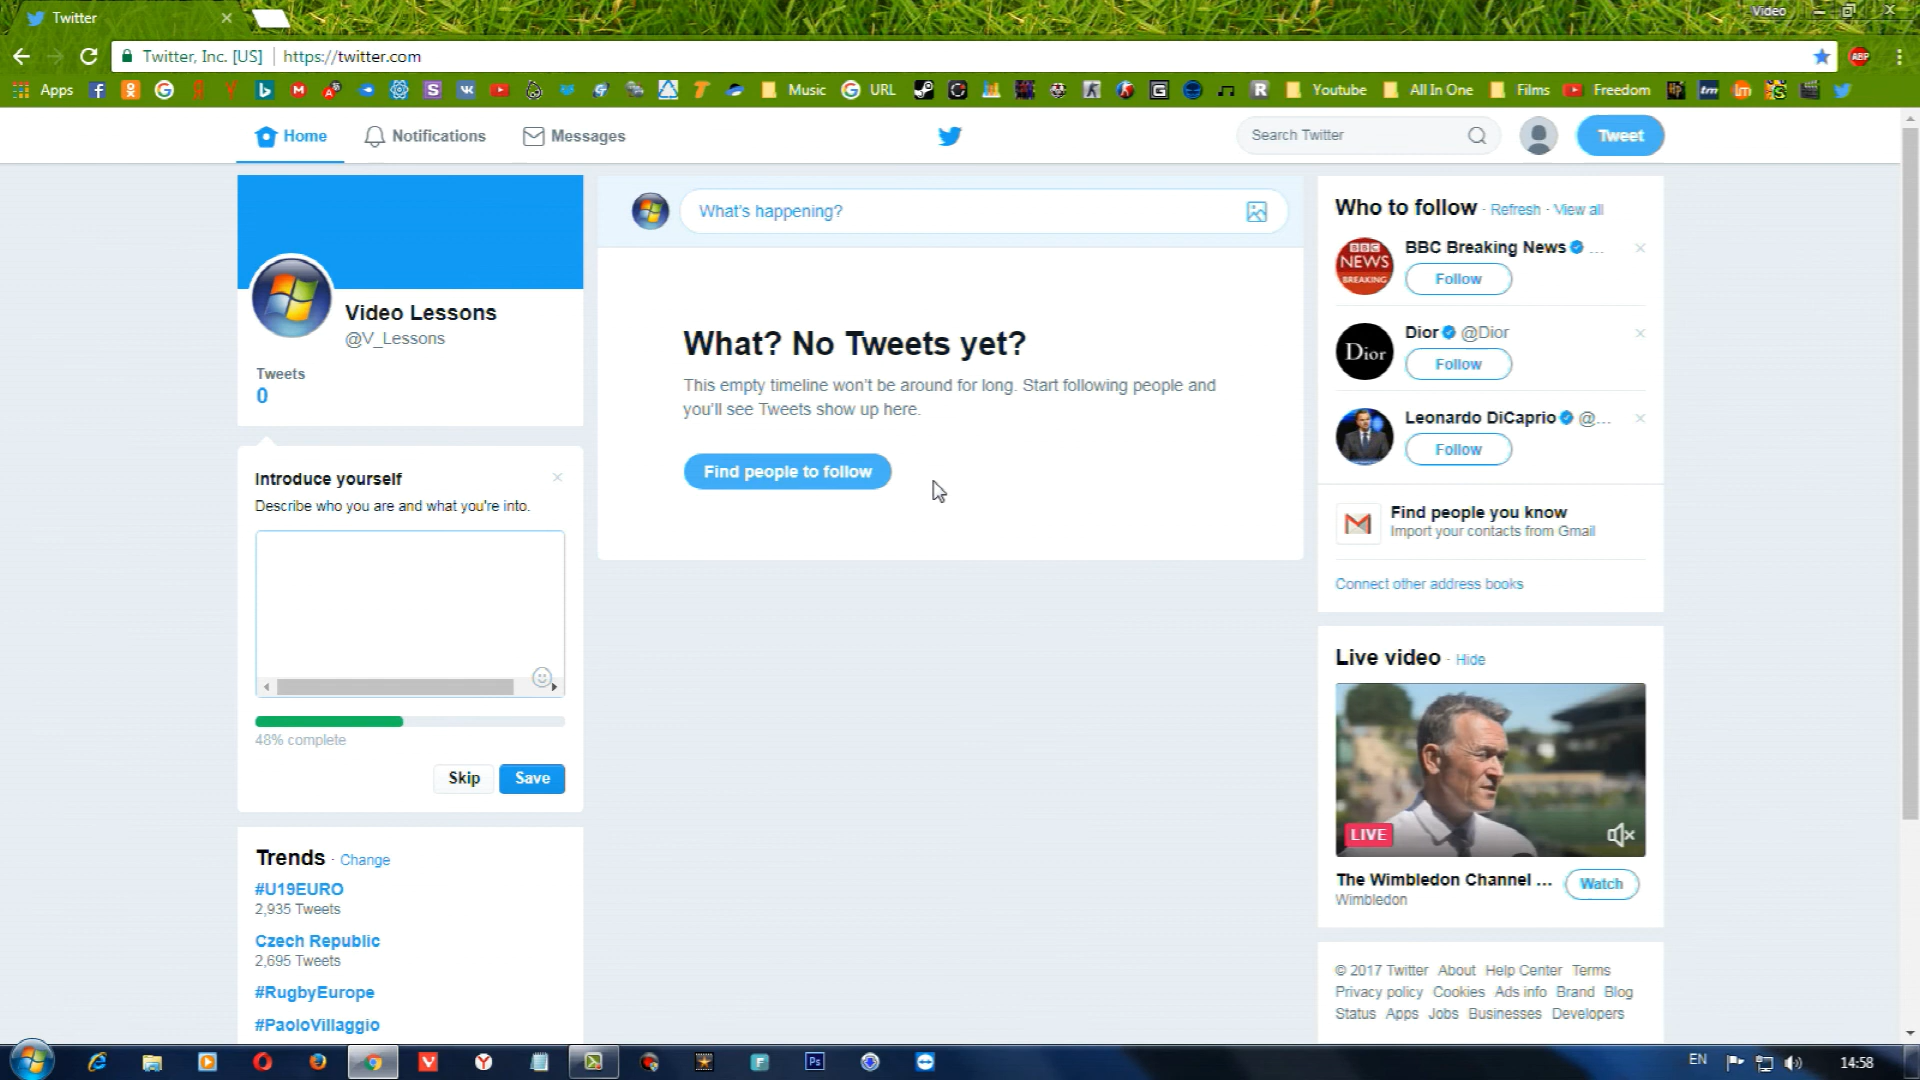 Twitter
Video
Twitter, Inc. [US]
https://twitter.com
ABP
Apps
Music
URL
Youtube
All In One
Films
Freedom
Home
Notifications
Messages
Search Twitter
Tweet
Video Lessons
@V_Lessons
Tweets
0
Introduce yourself
Describe who you are and what you're into.
48% complete
Skip
Save
Trends · Change
#U19EURO
2,935 Tweets
Czech Republic
2,695 Tweets
#RugbyEurope
#PaoloVillaggio
What's happening?
What? No Tweets yet?
This empty timeline won't be around for long. Start following people and
you'll see Tweets show up here.
Find people to follow
Who to follow · Refresh · View all
BBC
NEWS
BREAKING
BBC Breaking News ...
Follow
Dior
Dior @Dior
Follow
Leonardo DiCaprio @...
Follow
Find people you know
Import your contacts from Gmail
Connect other address books
Live video · Hide
LIVE
The Wimbledon Channel ...
Wimbledon
Watch
© 2017 Twitter About Help Center Terms
Privacy policy Cookies Ads info Brand Blog
Status Apps Jobs Businesses Developers
Ps
EN
14:58